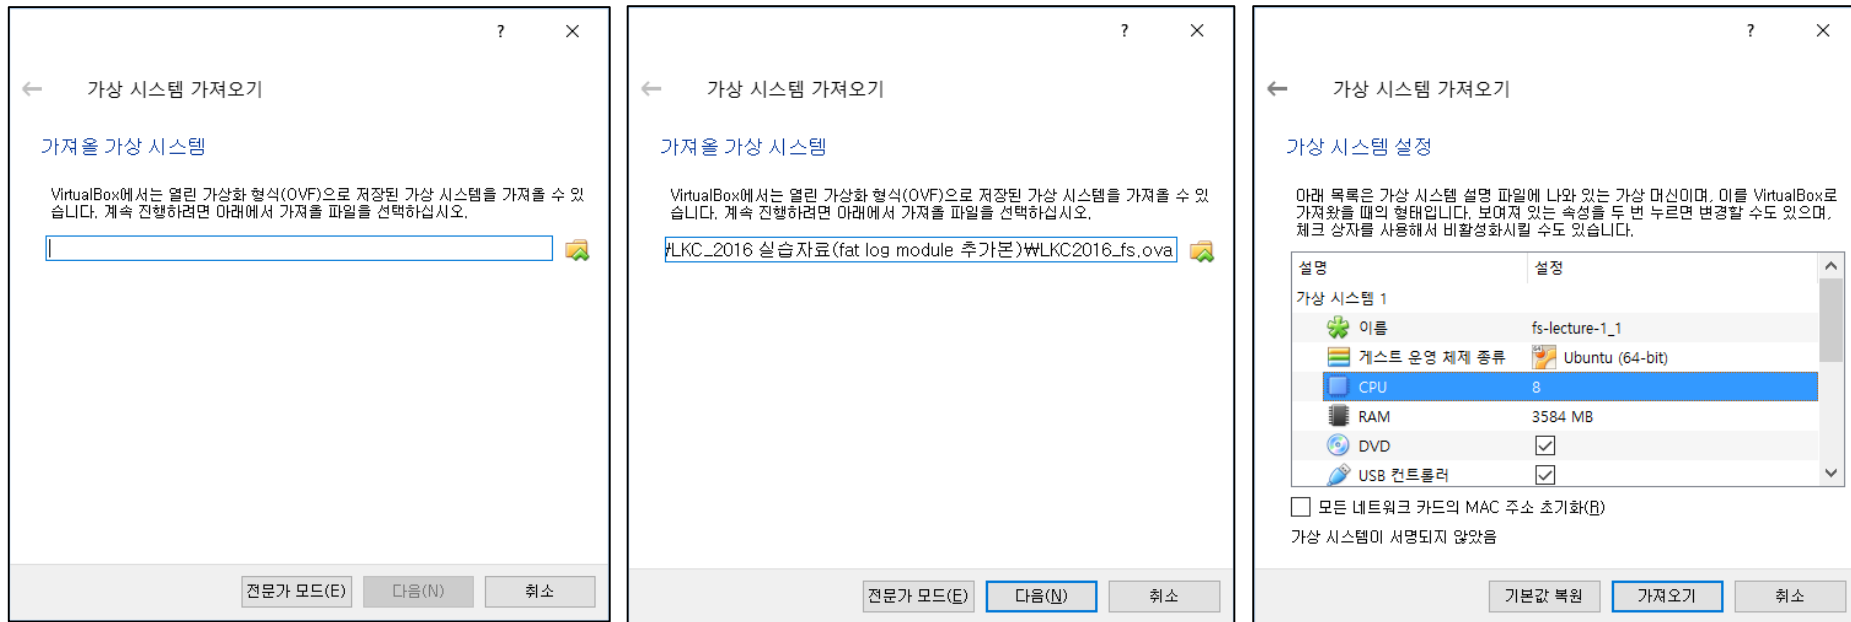 ?
가상 시스템 가져오기
가져올 가상 시스템
VirtualBox에서는 열린 가상화 형식(OVF)으로 저장된 가상 시스템을 가져올 수 있
습니다. 계속 진행하려면 아래에서 가져올 파일을 선택하십시오.
전문가 모드(E)
다음(N)
취소
?
가상 시스템 가져오기
가져올 가상 시스템
VirtualBox에서는 열린 가상화 형식(OVF)으로 저장된 가상 시스템을 가져올 수 있
습니다. 계속 진행하려면 아래에서 가져올 파일을 선택하십시오.
₩LKC_2016 실습자료(fat log module 추가본)₩LKC2016_fs.ova
전문가 모드(E)
다음(N)
취소
?
가상 시스템 가져오기
가상 시스템 설정
아래 목록은 가상 시스템 설명 파일에 나와 있는 가상 머신이며, 이를 VirtualBox로
가져왔을 때의 형태입니다. 보여져 있는 속성을 두 번 누르면 변경할 수도 있으며,
체크 상자를 사용해서 비활성화시킬 수도 있습니다.
설명 설정
가상 시스템 1
이름 fs-lecture-1_1
게스트 운영 체제 종류 Ubuntu (64-bit)
CPU 8
RAM 3584 MB
DVD
USB 컨트롤러
모든 네트워크 카드의 MAC 주소 초기화(R)
가상 시스템이 서명되지 않았음
기본값 복원
가져오기
취소